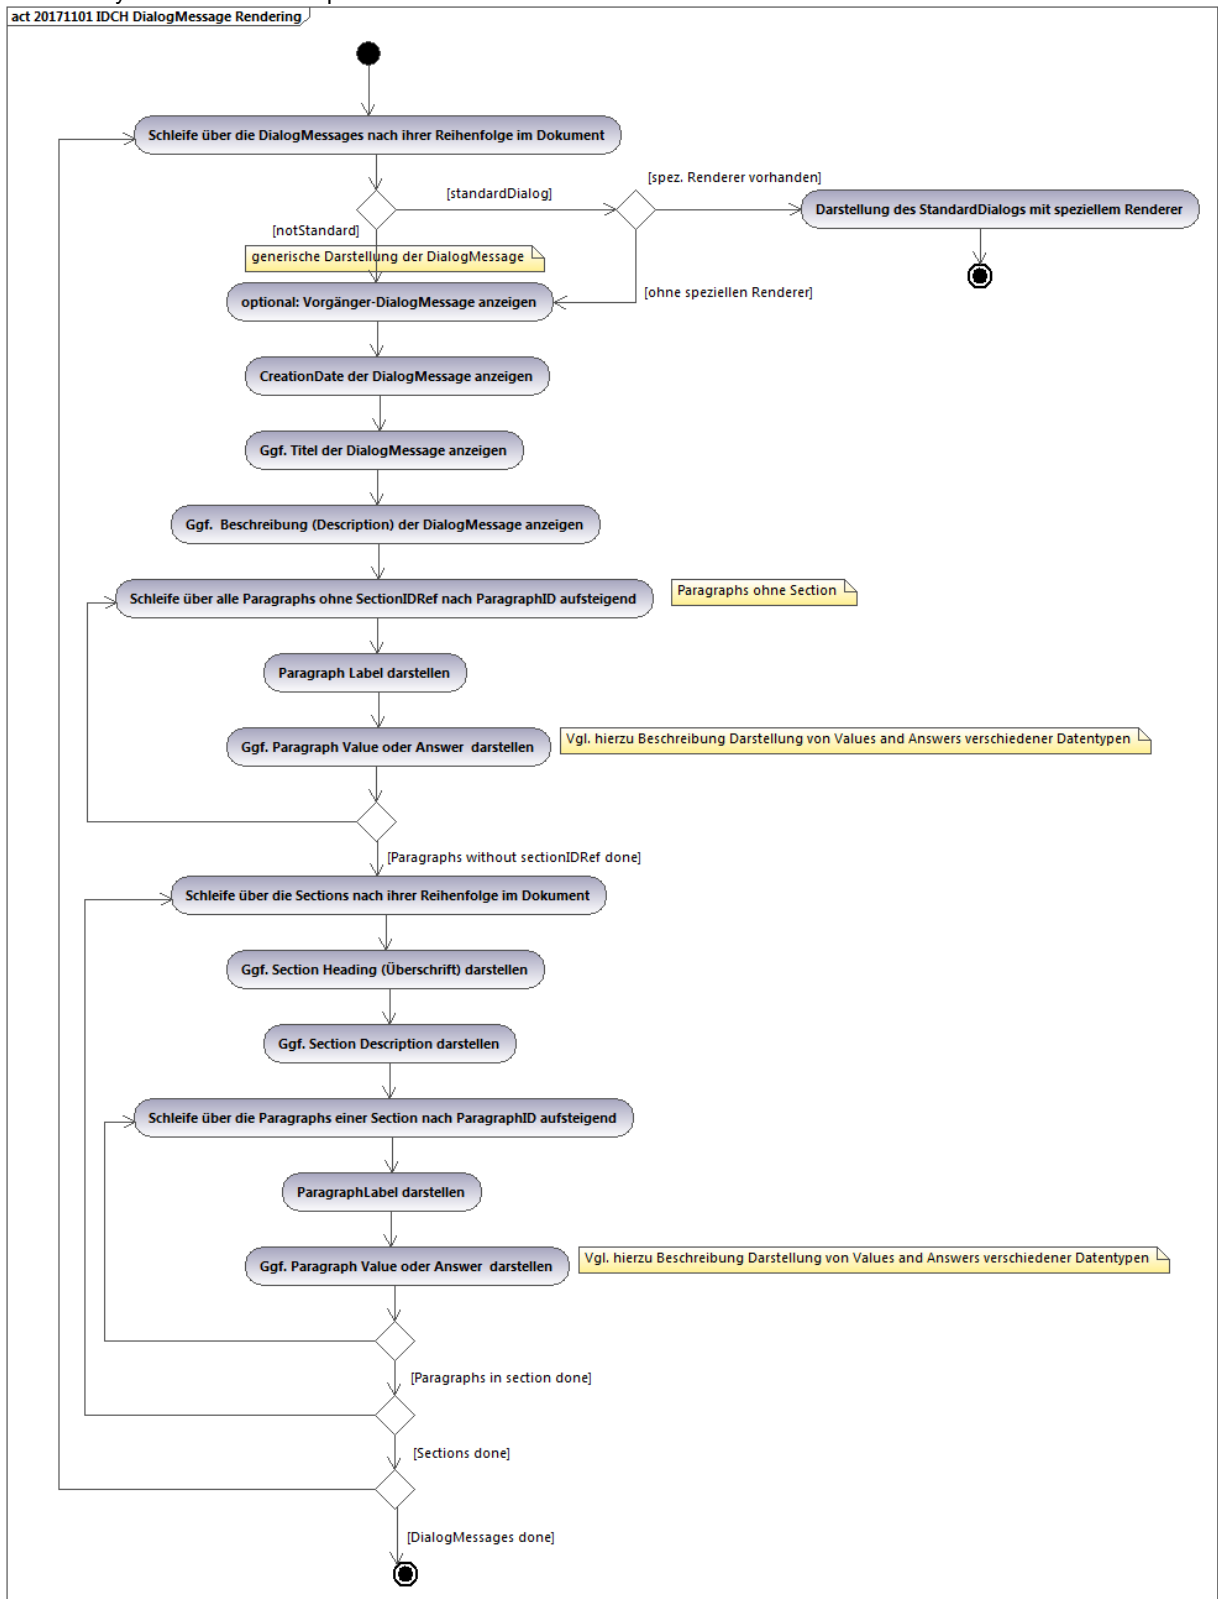 act 20171101 IDCH DialogMessage Rendering
Schleife über die DialogMessages nach ihrer Reihenfolge im Dokument
[spez. Renderer vorhanden]
[standardDialog]
Darstellung des StandardDialogs mit speziellem Renderer
[notStandard]
generische Darstellung der DialogMessage
[ohne speziellen Renderer]
optional: Vorgänger-DialogMessage anzeigen
CreationDate der DialogMessage anzeigen
Ggf. Titel der DialogMessage anzeigen
Ggf. Beschreibung (Description) der DialogMessage anzeigen
Schleife über alle Paragraphs ohne SectionIDRef nach ParagraphID aufsteigend
Paragraphs ohne Section
Paragraph Label darstellen
Ggf. Paragraph Value oder Answer darstellen
Vgl. hierzu Beschreibung Darstellung von Values and Answers verschiedener Datentypen
[Paragraphs without sectionIDRef done]
Schleife über die Sections nach ihrer Reihenfolge im Dokument
Ggf. Section Heading (Überschrift) darstellen
Ggf. Section Description darstellen
Schleife über die Paragraphs einer Section nach ParagraphID aufsteigend
ParagraphLabel darstellen
Ggf. Paragraph Value oder Answer darstellen
Vgl. hierzu Beschreibung Darstellung von Values and Answers verschiedener Datentypen
[Paragraphs in section done]
[Sections done]
[DialogMessages done]